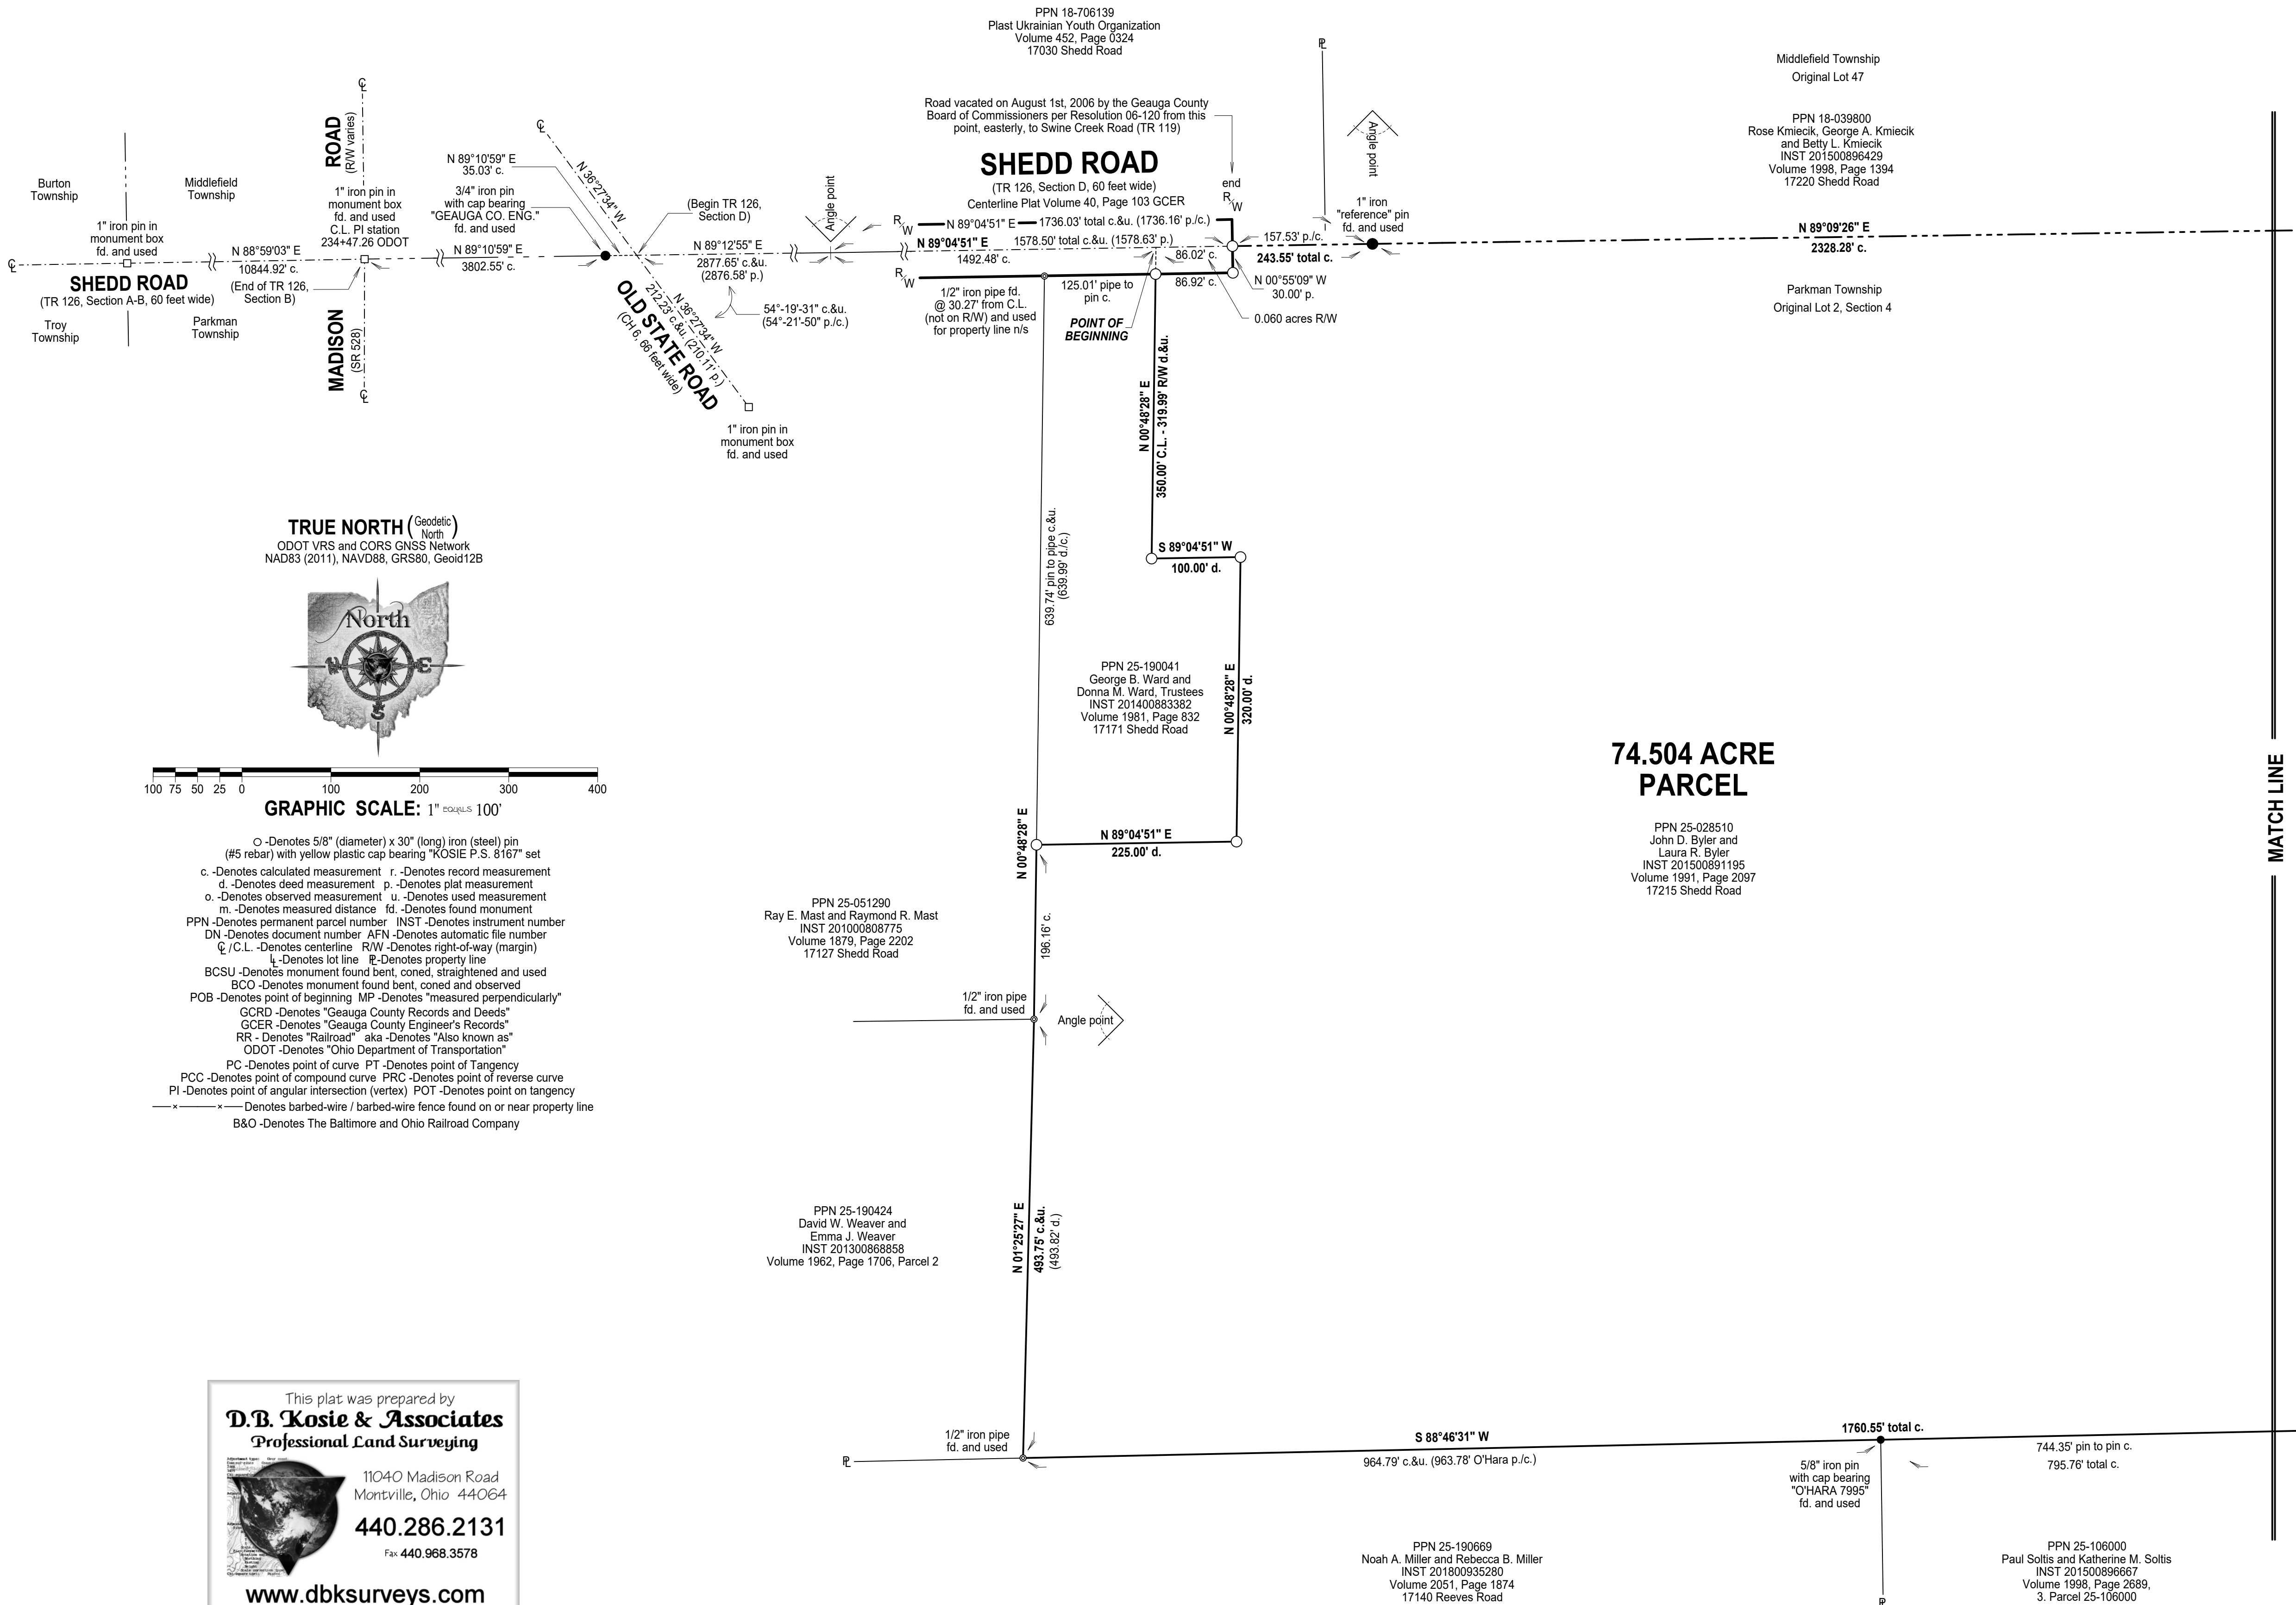 PPN 18-706139
Plast Ukrainian Youth Organization
Volume 452, Page 0324
17030 Shedd Road
Middlefield Township
Original Lot 47
PPN 18-039800
Rose Kmiecik, George A. Kmiecik
and Betty L. Kmiecik
INST 201500896429
Volume 1998, Page 1394
17220 Shedd Road
Road vacated on August 1st, 2006 by the Geauga County
Board of Commissioners per Resolution 06-120 from this
point, easterly, to Swine Creek Road (TR 119)
SHEDD ROAD
(TR 126, Section D, 60 feet wide)
Centerline Plat Volume 40, Page 103 GCER
end
R/W
R/W
N 89°04'51" E
1736.03' total c.&u. (1736.16' p./c.)
N 89°04'51" E
1578.50' total c.&u. (1578.63' p.)
1492.48' c.
86.02' c.
R/W
157.53' p./c.
243.55' total c.
Angle point
1" iron
"reference" pin
fd. and used
N 89°09'26" E
2328.28' c.
Parkman Township
Original Lot 2, Section 4
Burton
Township
Middlefield
Township
1" iron pin in
monument box
fd. and used
SHEDD ROAD
(TR 126, Section A-B, 60 feet wide)
Troy
Township
Parkman
Township
N 88°59'03" E
10844.92' c.
(End of TR 126,
Section B)
ROAD
(R/W varies)
1" iron pin in
monument box
fd. and used
C.L. PI station
234+47.26 ODOT
MADISON
(SR 528)
N 89°10'59" E
35.03' c.
3/4" iron pin
with cap bearing
"GEAUGA CO. ENG."
fd. and used
N 89°10'59" E
3802.55' c.
N 36°27'34" W
(Begin TR 126,
Section D)
N 89°12'55" E
2877.65' c.&u.
(2876.58' p.)
Angle point
N 36°27'34" W
212.23' c.&u. (210.11' p.)
OLD STATE ROAD
(CH 6, 66 feet wide)
54°-19'-31" c.&u.
(54°-21'-50" p./c.)
1" iron pin in
monument box
fd. and used
1/2" iron pipe fd.
@ 30.27' from C.L.
(not on R/W) and used
for property line n/s
125.01' pipe to
pin c.
POINT OF
BEGINNING
86.92' c.
N 00°55'09" W
30.00' p.
0.060 acres R/W
N 00°48'28" E
350.00' C.L. - 319.99' R/W d.&u.
S 89°04'51" W
100.00' d.
639.74' pin to pipe c.&u.
(639.99' d./c.)
PPN 25-190041
George B. Ward and
Donna M. Ward, Trustees
INST 201400883382
Volume 1981, Page 832
17171 Shedd Road
N 00°48'28" E
320.00' d.
N 89°04'51" E
225.00' d.
N 00°48'28" E
196.16' c.
74.504 ACRE
PARCEL
PPN 25-028510
John D. Byler and
Laura R. Byler
INST 201500891195
Volume 1991, Page 2097
17215 Shedd Road
MATCH LINE
TRUE NORTH (Geodetic
North)
ODOT VRS and CORS GNSS Network
NAD83 (2011), NAVD88, GRS80, Geoid12B
North
W
E
S
100 75 50 25 0 100 200 300 400
GRAPHIC SCALE: 1" EQUALS 100'
O -Denotes 5/8" (diameter) x 30" (long) iron (steel) pin
(#5 rebar) with yellow plastic cap bearing "KOSIE P.S. 8167" set
c. -Denotes calculated measurement r. -Denotes record measurement
d. -Denotes deed measurement p. -Denotes plat measurement
o. -Denotes observed measurement u. -Denotes used measurement
m. -Denotes measured distance fd. -Denotes found monument
PPN -Denotes permanent parcel number INST -Denotes instrument number
DN -Denotes document number AFN -Denotes automatic file number
℄ / C.L. -Denotes centerline R/W -Denotes right-of-way (margin)
LL -Denotes lot line PL -Denotes property line
BCSU -Denotes monument found bent, coned, straightened and used
BCO -Denotes monument found bent, coned and observed
POB -Denotes point of beginning MP -Denotes "measured perpendicularly"
GCRD -Denotes "Geauga County Records and Deeds"
GCER -Denotes "Geauga County Engineer's Records"
RR - Denotes "Railroad" aka -Denotes "Also known as"
ODOT -Denotes "Ohio Department of Transportation"
PC -Denotes point of curve PT -Denotes point of Tangency
PCC -Denotes point of compound curve PRC -Denotes point of reverse curve
PI -Denotes point of angular intersection (vertex) POT -Denotes point on tangency
x x Denotes barbed-wire / barbed-wire fence found on or near property line
B&O -Denotes The Baltimore and Ohio Railroad Company
PPN 25-051290
Ray E. Mast and Raymond R. Mast
INST 201000808775
Volume 1879, Page 2202
17127 Shedd Road
1/2" iron pipe
fd. and used
Angle point
PPN 25-190424
David W. Weaver and
Emma J. Weaver
INST 201300868858
Volume 1962, Page 1706, Parcel 2
N 01°25'27" E
493.75' c.&u.
(493.82' d.)
1/2" iron pipe
fd. and used
S 88°46'31" W
964.79' c.&u. (963.78' O'Hara p./c.)
1760.55' total c.
5/8" iron pin
with cap bearing
"O'HARA 7995"
fd. and used
744.35' pin to pin c.
795.76' total c.
PPN 25-190669
Noah A. Miller and Rebecca B. Miller
INST 201800935280
Volume 2051, Page 1874
17140 Reeves Road
PPN 25-106000
Paul Soltis and Katherine M. Soltis
INST 201500896667
Volume 1998, Page 2689,
3. Parcel 25-106000
This plat was prepared by
D.B. Kosie & Associates
Professional Land Surveying
11040 Madison Road
Montville, Ohio 44064
440.286.2131
Fax 440.968.3578
www.dbksurveys.com